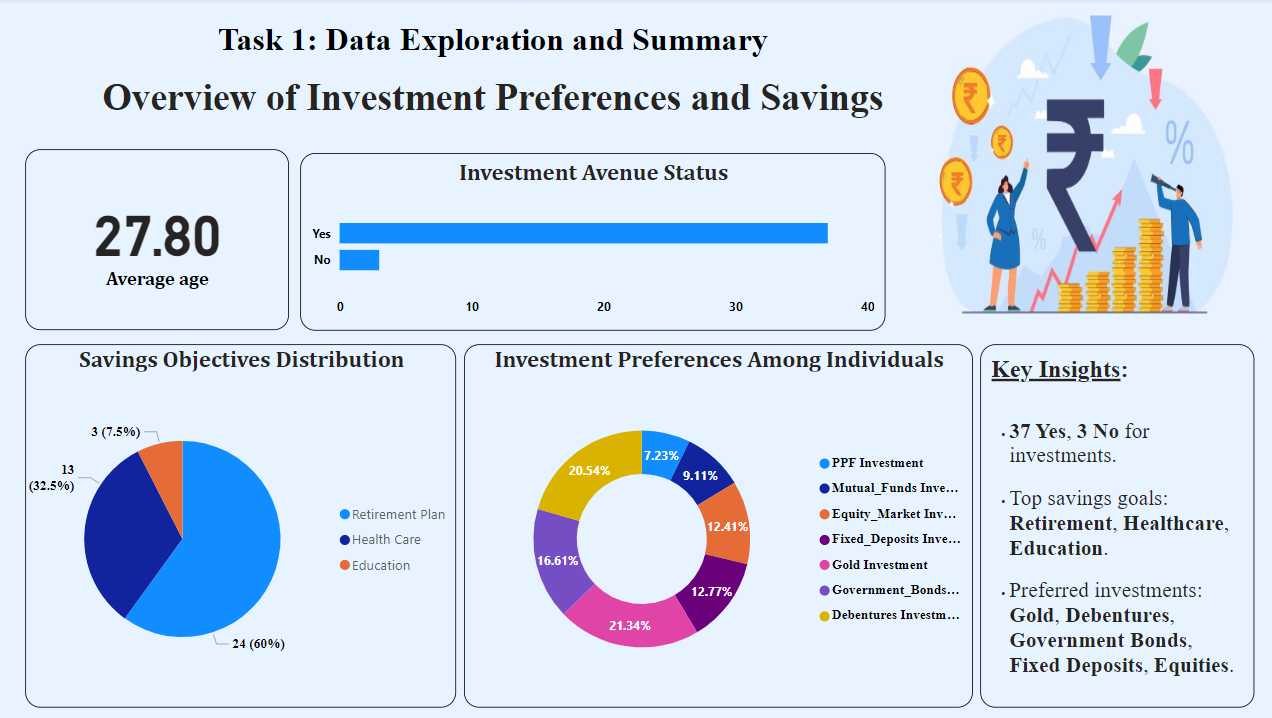 Task 1: Data Exploration and Summary
Overview of Investment Preferences and Savings
₹
₹
₹
₹
%
%
27.80
Average age
Investment Avenue Status
Yes
No
0 10 20 30 40
Savings Objectives Distribution
3 (7.5%)
13
(32.5%)
24 (60%)
Retirement Plan
Health Care
Education
Investment Preferences Among Individuals
7.23%
9.11%
12.41%
12.77%
21.34%
16.61%
20.54%
PPF Investment
Mutual_Funds Inve...
Equity_Market Inv...
Fixed_Deposits Inve...
Gold Investment
Government_Bonds...
Debentures Investm...
Key Insights:
• 37 Yes, 3 No for
investments.
• Top savings goals:
Retirement, Healthcare,
Education.
• Preferred investments:
Gold, Debentures,
Government Bonds,
Fixed Deposits, Equities.